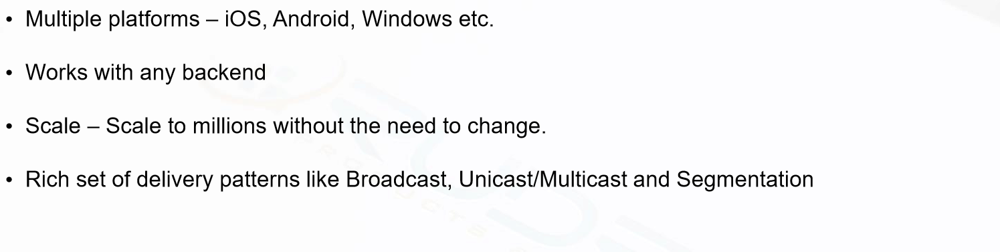 • Multiple platforms – iOS, Android, Windows etc.
• Works with any backend
• Scale – Scale to millions without the need to change.
• Rich set of delivery patterns like Broadcast, Unicast/Multicast and Segmentation